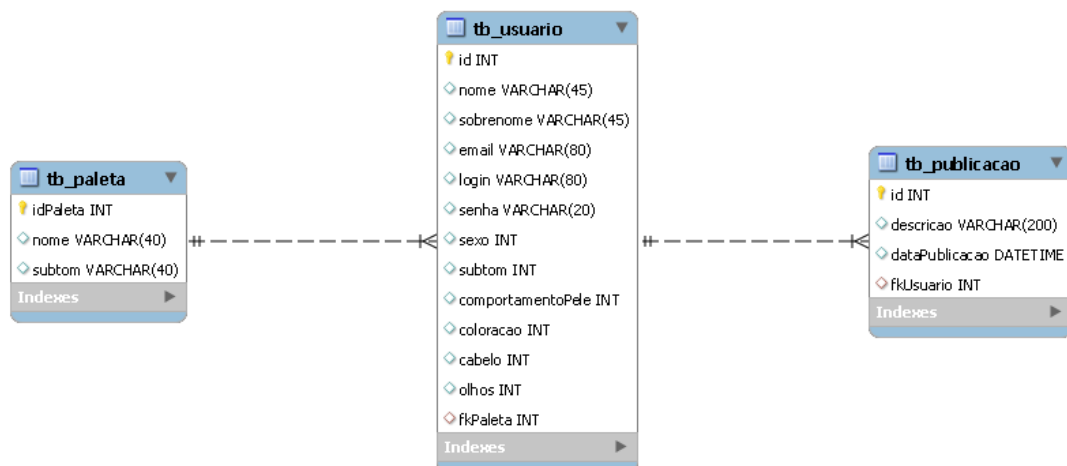 tb_paleta
idPaleta INT
nome VARCHAR(40)
subtom VARCHAR(40)
Indexes
tb_usuario
id INT
nome VARCHAR(45)
sobrenome VARCHAR(45)
email VARCHAR(80)
login VARCHAR(80)
senha VARCHAR(20)
sexo INT
subtom INT
comportamentoPele INT
coloracao INT
cabelo INT
olhos INT
fkPaleta INT
Indexes
tb_publicacao
id INT
descricao VARCHAR(200)
dataPublicacao DATETIME
fkUsuario INT
Indexes